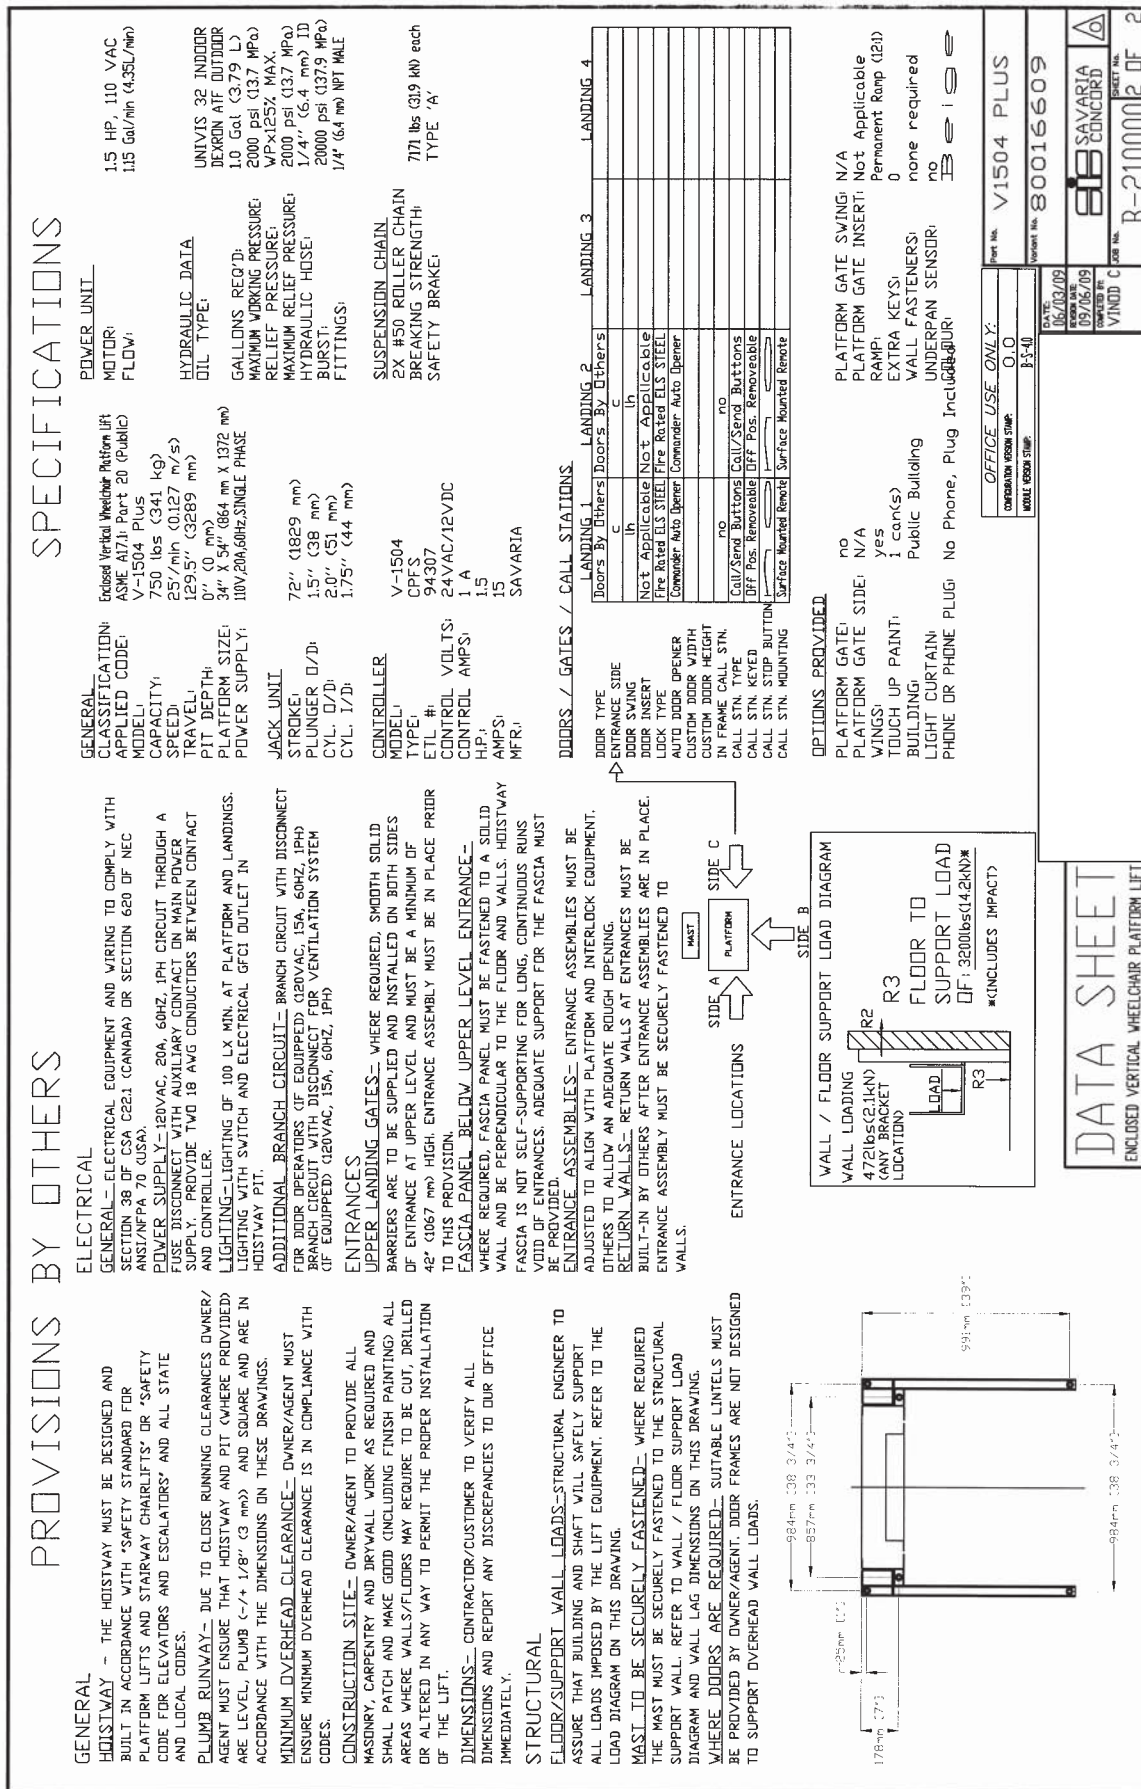 PROVISIONS BY OTHERS
GENERAL
HOISTWAY - THE HOISTWAY MUST BE DESIGNED AND
BUILT IN ACCORDANCE WITH "SAFETY STANDARD FOR
PLATFORM LIFTS AND STAIRWAY CHAIRLIFTS" OR "SAFETY
CODE FOR ELEVATORS AND ESCALATORS" AND ALL STATE
AND LOCAL CODES.
PLUMB RUNWAY- DUE TO CLOSE RUNNING CLEARANCES OWNER/
AGENT MUST ENSURE THAT HOISTWAY AND PIT (WHERE PROVIDED)
ARE LEVEL, PLUMB (-/+ 1/8" (3 mm)) AND SQUARE AND ARE IN
ACCORDANCE WITH THE DIMENSIONS ON THESE DRAWINGS.
MINIMUM OVERHEAD CLEARANCE- OWNER/AGENT MUST
ENSURE MINIMUM OVERHEAD CLEARANCE IS IN COMPLIANCE WITH
CODES.
CONSTRUCTION SITE- OWNER/AGENT TO PROVIDE ALL
MASONRY, CARPENTRY AND DRYWALL WORK AS REQUIRED AND
SHALL PATCH AND MAKE GOOD (INCLUDING FINISH PAINTING) ALL
AREAS WHERE WALLS/FLOORS MAY REQUIRE TO BE CUT, DRILLED
OR ALTERED IN ANY WAY TO PERMIT THE PROPER INSTALLATION
OF THE LIFT.
DIMENSIONS- CONTRACTOR/CUSTOMER TO VERIFY ALL
DIMENSIONS AND REPORT ANY DISCREPANCIES TO OUR OFFICE
IMMEDIATELY.
STRUCTURAL
FLOOR/SUPPORT WALL LOADS-STRUCTURAL ENGINEER TO
ASSURE THAT BUILDING AND SHAFT WILL SAFELY SUPPORT
ALL LOADS IMPOSED BY THE LIFT EQUIPMENT. REFER TO THE
LOAD DIAGRAM ON THIS DRAWING.
MAST TO BE SECURELY FASTENED- WHERE REQUIRED
THE MAST MUST BE SECURELY FASTENED TO THE STRUCTURAL
SUPPORT WALL. REFER TO WALL / FLOOR SUPPORT LOAD
DIAGRAM AND WALL LAG DIMENSIONS ON THIS DRAWING.
WHERE DOORS ARE REQUIRED- SUITABLE LINTELS MUST
BE PROVIDED BY OWNER/AGENT. DOOR FRAMES ARE NOT DESIGNED
TO SUPPORT OVERHEAD WALL LOADS.
178mm [7"]
984mm [38 3/4"]
857mm [33 3/4"]
991mm [39"]
984mm [38 3/4"]
ELECTRICAL
GENERAL- ELECTRICAL EQUIPMENT AND WIRING TO COMPLY WITH
SECTION 38 OF CSA C22.1 (CANADA) OR SECTION 620 OF NEC
ANSI/NFPA 70 (USA).
POWER SUPPLY- 120VAC, 20A, 60HZ, 1PH CIRCUIT THROUGH A
FUSE DISCONNECT WITH AUXILIARY CONTACT ON MAIN POWER
SUPPLY. PROVIDE TWO 18 AWG CONDUCTORS BETWEEN CONTACT
AND CONTROLLER.
LIGHTING-LIGHTING OF 100 LX MIN. AT PLATFORM AND LANDINGS.
LIGHTING WITH SWITCH AND ELECTRICAL GFCI OUTLET IN
HOISTWAY PIT.
ADDITIONAL BRANCH CIRCUIT- BRANCH CIRCUIT WITH DISCONNECT
FOR DOOR OPERATORS (IF EQUIPPED) (120VAC, 15A, 60HZ, 1PH)
BRANCH CIRCUIT WITH DISCONNECT FOR VENTILATION SYSTEM
(IF EQUIPPED) (120VAC, 15A, 60HZ, 1PH)
ENTRANCES
UPPER LANDING GATES- WHERE REQUIRED, SMOOTH SOLID
BARRIERS ARE TO BE SUPPLIED AND INSTALLED ON BOTH SIDES
OF ENTRANCE AT UPPER LEVEL AND MUST BE A MINIMUM OF
42" (1067 mm) HIGH. ENTRANCE ASSEMBLY MUST BE IN PLACE PRIOR
TO THIS PROVISION.
FASCIA PANEL BELOW UPPER LEVEL ENTRANCE-
WHERE REQUIRED, FASCIA PANEL MUST BE FASTENED TO A SOLID
WALL AND BE PERPENDICULAR TO THE FLOOR AND WALLS. HOISTWAY
FASCIA IS NOT SELF-SUPPORTING FOR LONG, CONTINUOUS RUNS
VOID OF ENTRANCES. ADEQUATE SUPPORT FOR THE FASCIA MUST
BE PROVIDED.
ENTRANCE ASSEMBLIES- ENTRANCE ASSEMBLIES MUST BE
ADJUSTED TO ALIGN WITH PLATFORM AND INTERLOCK EQUIPMENT.
OTHERS TO ALLOW AN ADEQUATE ROUGH OPENING.
RETURN WALLS- RETURN WALLS AT ENTRANCES MUST BE
BUILT-IN BY OTHERS AFTER ENTRANCE ASSEMBLIES ARE IN PLACE.
ENTRANCE ASSEMBLY MUST BE SECURELY FASTENED TO
WALLS.
ENTRANCE LOCATIONS
SIDE A
MAST
PLATFORM
SIDE C
SIDE B
WALL / FLOOR SUPPORT LOAD DIAGRAM
WALL LOADING
472lbs(2.1kN)
(ANY BRACKET
LOCATION)
R2
LOAD
R3
R3
FLOOR TO
SUPPORT LOAD
OF: 3200lbs(14.2kN)*
*(INCLUDES IMPACT)
DATA SHEET
ENCLOSED VERTICAL WHEELCHAIR PLATFORM LIFT
SPECIFICATIONS
GENERAL
CLASSIFICATION: Enclosed Vertical Wheelchair Platform Lift
APPLIED CODE: ASME A17.1: Part 20 (Public)
MODEL: V-1504 Plus
CAPACITY: 750 lbs (341 kg)
SPEED: 25'/min (0.127 m/s)
TRAVEL: 129.5" (3289 mm)
PIT DEPTH: 0" (0 mm)
PLATFORM SIZE: 34" X 54" (864 mm X 1372 mm)
POWER SUPPLY: 110V,20A,60Hz,SINGLE PHASE
JACK UNIT
STROKE: 72" (1829 mm)
PLUNGER O/D: 1.5" (38 mm)
CYL. O/D: 2.0" (51 mm)
CYL. I/D: 1.75" (44 mm)
CONTROLLER
MODEL: V-1504
TYPE: CPFS
ETL #: 94307
CONTROL VOLTS: 24VAC/12VDC
CONTROL AMPS: 1 A
H.P.: 1.5
AMPS: 15
MFR.: SAVARIA
POWER UNIT
MOTOR: 1.5 HP, 110 VAC
FLOW: 1.15 Gal/min (4.35L/min)
HYDRAULIC DATA
OIL TYPE: UNIVIS 32 INDOOR
DEXRON ATF OUTDOOR
GALLONS REQ'D: 1.0 Gal (3.79 L)
MAXIMUM WORKING PRESSURE: 2000 psi (13.7 MPa)
RELIEF PRESSURE: WPx125% MAX.
MAXIMUM RELIEF PRESSURE: 2000 psi (13.7 MPa)
HYDRAULIC HOSE: 1/4" (6.4 mm) ID
BURST: 20000 psi (137.9 MPa)
FITTINGS: 1/4" (6.4 mm) NPT MALE
SUSPENSION CHAIN
2X #50 ROLLER CHAIN
BREAKING STRENGTH: 7171 lbs (31.9 kN) each
SAFETY BRAKE: TYPE 'A'
DOORS / GATES / CALL STATIONS
LANDING 1 LANDING 2 LANDING 3 LANDING 4
DOOR TYPE Doors By Others Doors By Others
ENTRANCE SIDE c c
DOOR SWING lh lh
DOOR INSERT Not Applicable Not Applicable
LOCK TYPE Fire Rated ELS STEEL Fire Rated ELS STEEL
AUTO DOOR OPENER Commander Auto Opener Commander Auto Opener
CUSTOM DOOR WIDTH
CUSTOM DOOR HEIGHT
IN FRAME CALL STN. no no
CALL STN. TYPE Call/Send Buttons Call/Send Buttons
CALL STN. KEYED Off Pos. Removeable Off Pos. Removeable
CALL STN. STOP BUTTON
CALL STN. MOUNTING Surface Mounted Remote Surface Mounted Remote
OPTIONS PROVIDED
PLATFORM GATE: no
PLATFORM GATE SIDE: N/A
WINGS: yes
TOUCH UP PAINT: 1 can(s)
BUILDING: Public Building
LIGHT CURTAIN:
PHONE OR PHONE PLUG: No Phone, Plug Included
PLATFORM GATE SWING: N/A
PLATFORM GATE INSERT: Not Applicable
RAMP: Permanent Ramp (12:1)
EXTRA KEYS: 0
WALL FASTENERS: none required
UNDERPAN SENSOR: no
COLOUR: Beige
OFFICE USE ONLY:
CONFIGURATION VERSION STAMP: 0.0
MODULE VERSION STAMP: B-S-40
DATE:
06/03/09
REVISION DATE:
09/06/09
COMPLETED BY:
VINOD C
Part No. V1504 PLUS
Variant No. 80016609
SAVARIA
CONCORD
JOB No.
SHEET No.
B-2100002 OF 2